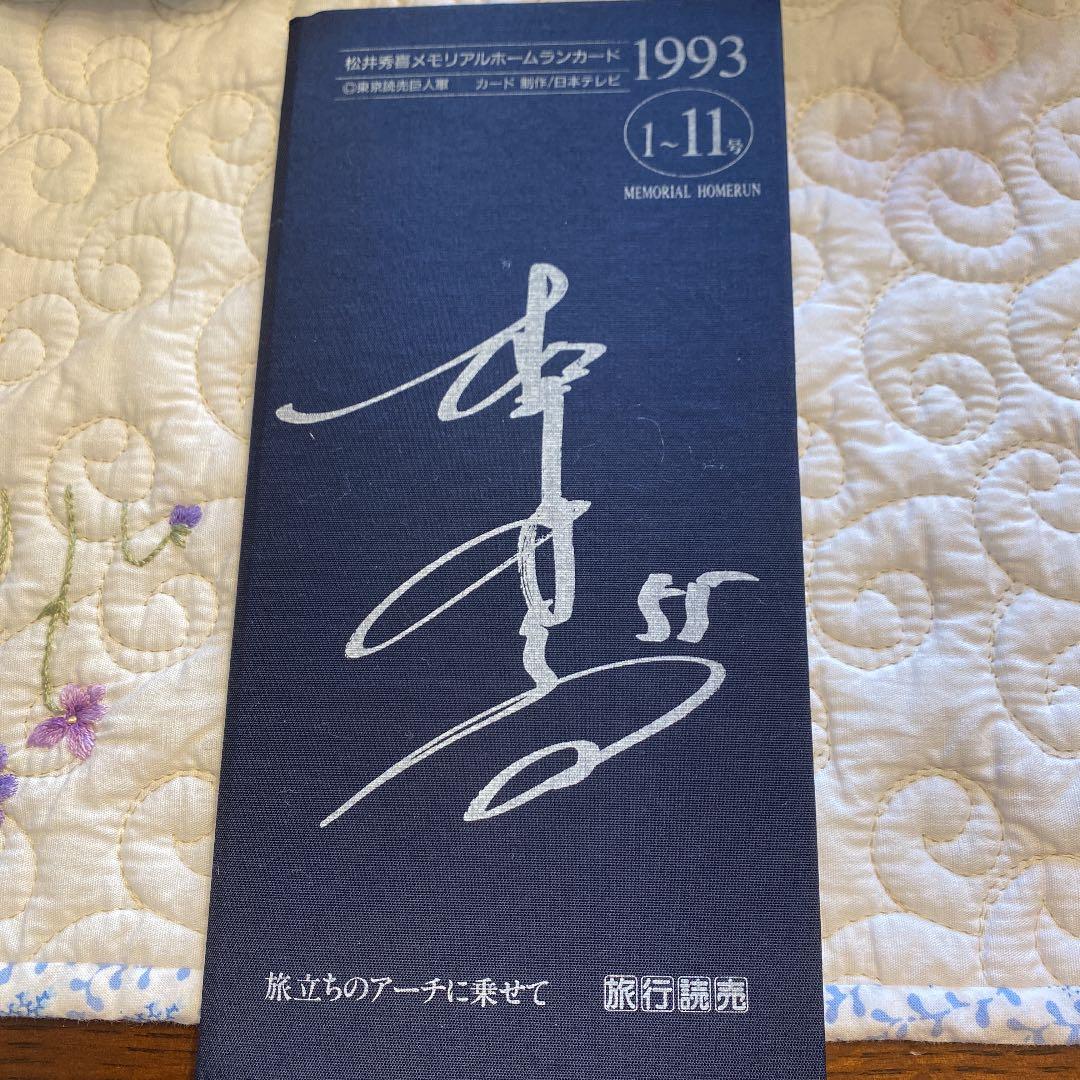 松井秀喜メモリアルホームランカード
©東京読売巨人軍 カード 制作/日本テレビ
1993
1~11号
MEMORIAL HOMERUN
55
旅立ちのアーチに乗せて 旅行読売